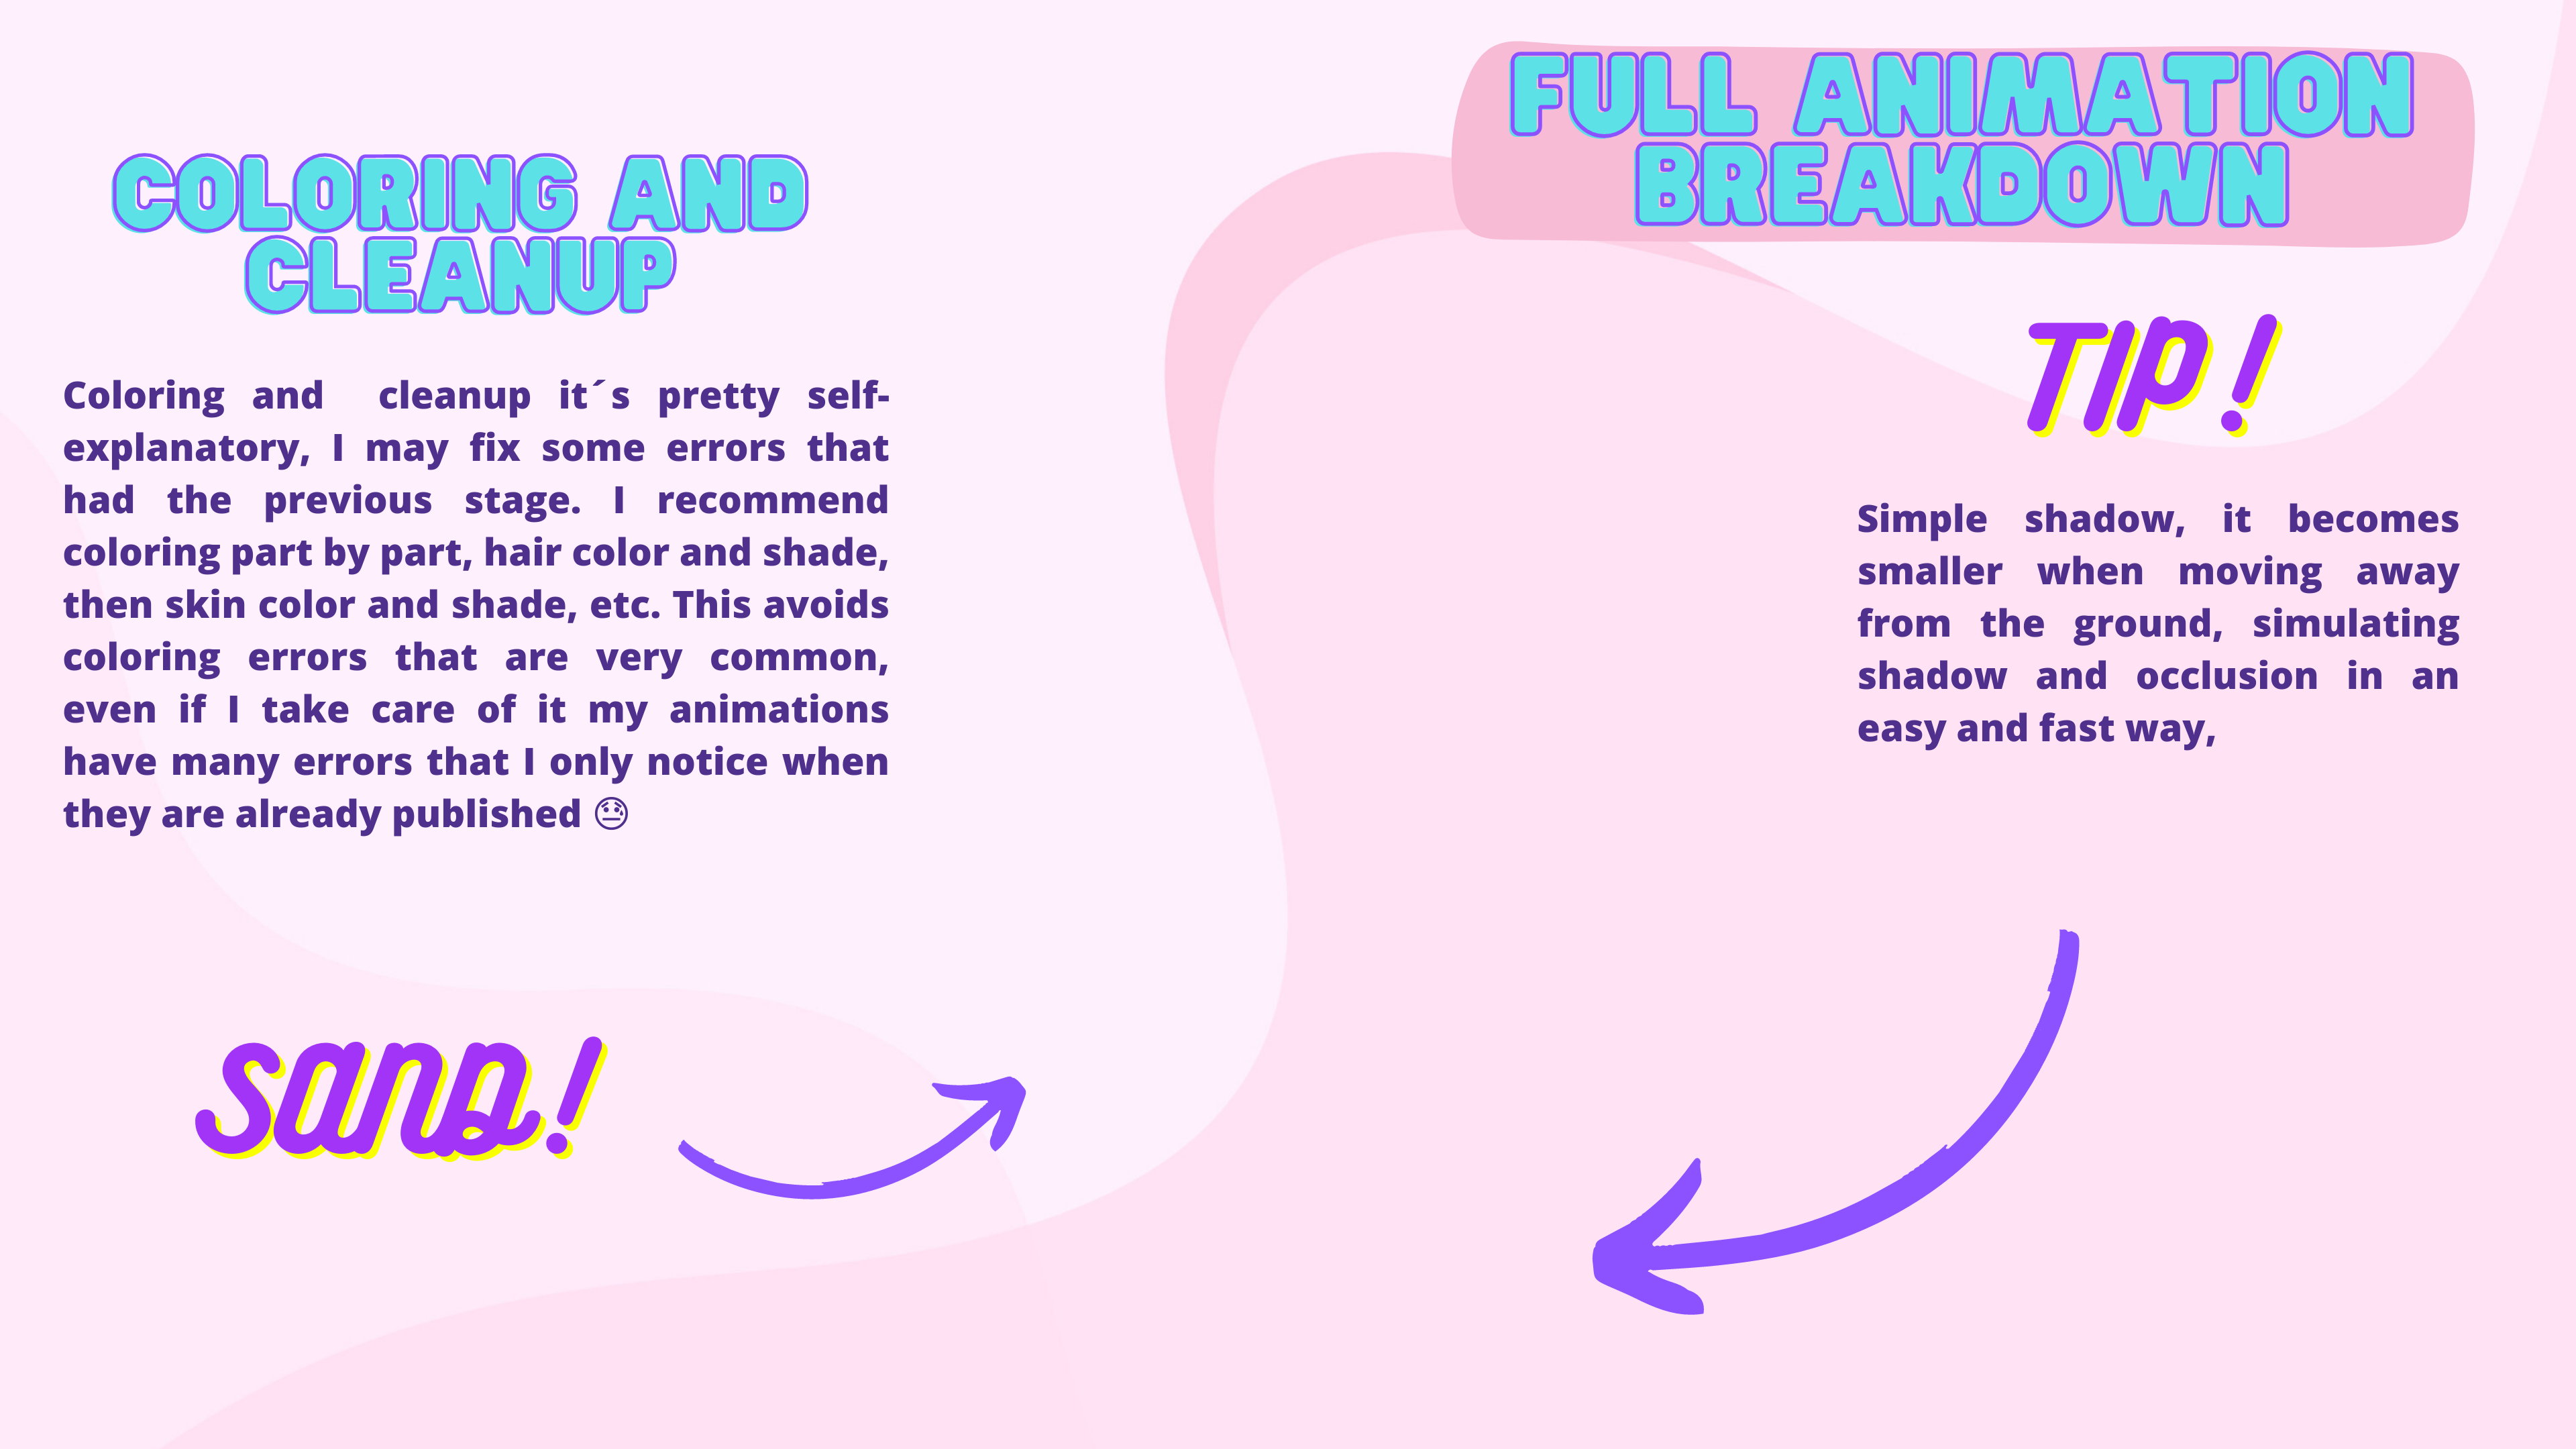 FULL ANIMATION
BREAKDOWN
COLORING AND
CLEANUP
Coloring and cleanup it´s pretty self-
explanatory, I may fix some errors that
had the previous stage. I recommend
coloring part by part, hair color and shade,
then skin color and shade, etc. This avoids
coloring errors that are very common,
even if I take care of it my animations
have many errors that I only notice when
they are already published 😓
SAND!
TIP!
Simple shadow, it becomes
smaller when moving away
from the ground, simulating
shadow and occlusion in an
easy and fast way,